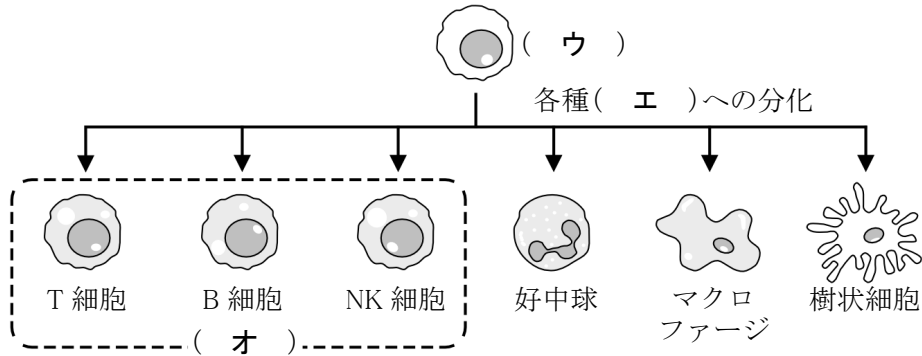 ( ウ )
各種( エ )への分化
T 細胞
B 細胞
NK 細胞
好中球
マクロ
ファージ
樹状細胞
( オ )